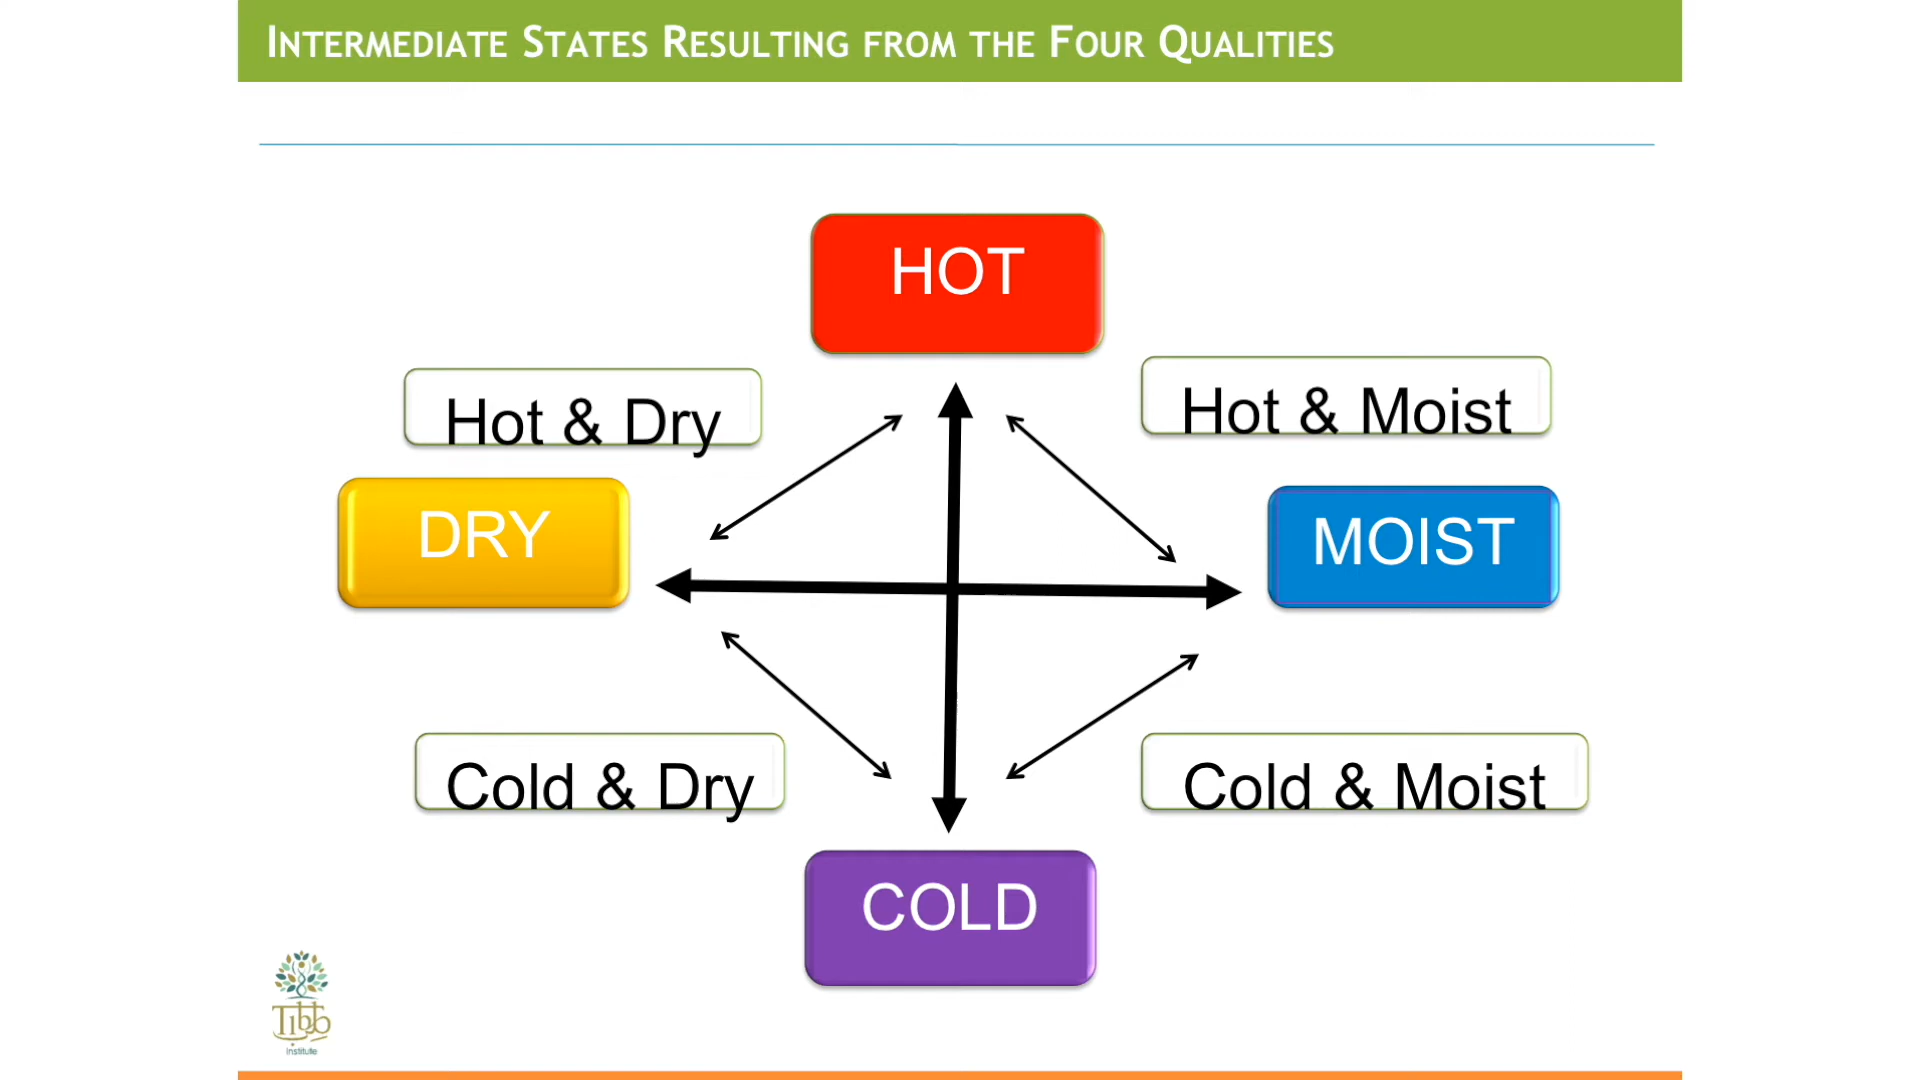 INTERMEDIATE STATES RESULTING FROM THE FOUR QUALITIES
HOT
Hot & Dry
Hot & Moist
DRY
MOIST
Cold & Dry
Cold & Moist
COLD
Tibb
Institute